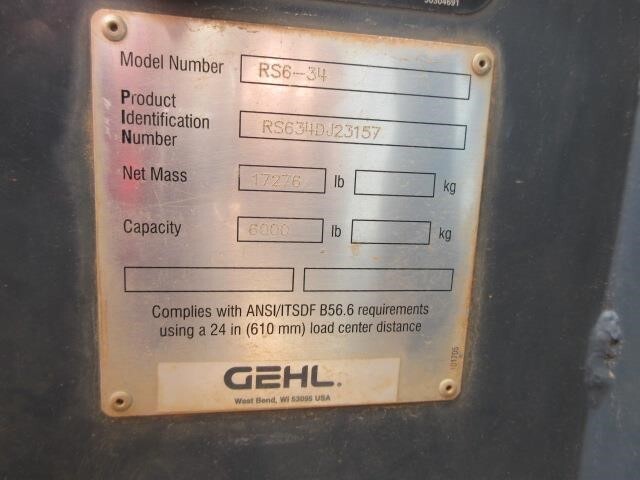 50304691
Model Number RS6-34
Product
Identification
Number RS634DJ23157
Net Mass 17276 lb kg
Capacity 6000 lb kg
Complies with ANSI/ITSDF B56.6 requirements
using a 24 in (610 mm) load center distance
GEHL®
West Bend, WI 53095 USA
101705